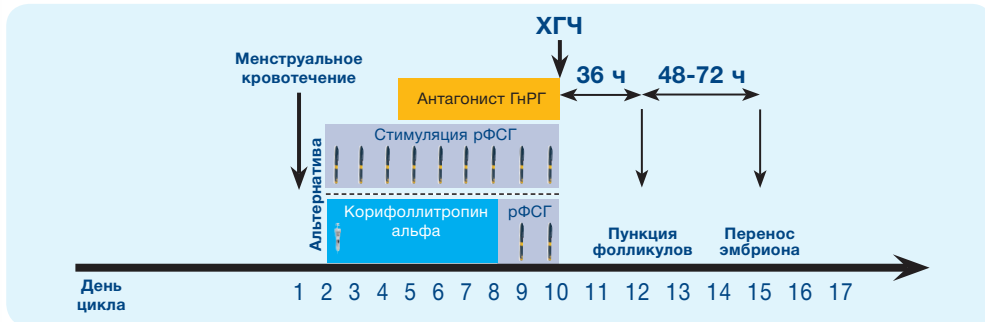 ХГЧ
Менструальное
кровотечение
36 ч
48-72 ч
Антагонист ГнРГ
Стимуляция рФСГ
Альтернатива
Корифоллитропин
альфа
рФСГ
Пункция
фолликулов
Перенос
эмбриона
День
цикла
1 2 3 4 5 6 7 8 9 10 11 12 13 14 15 16 17